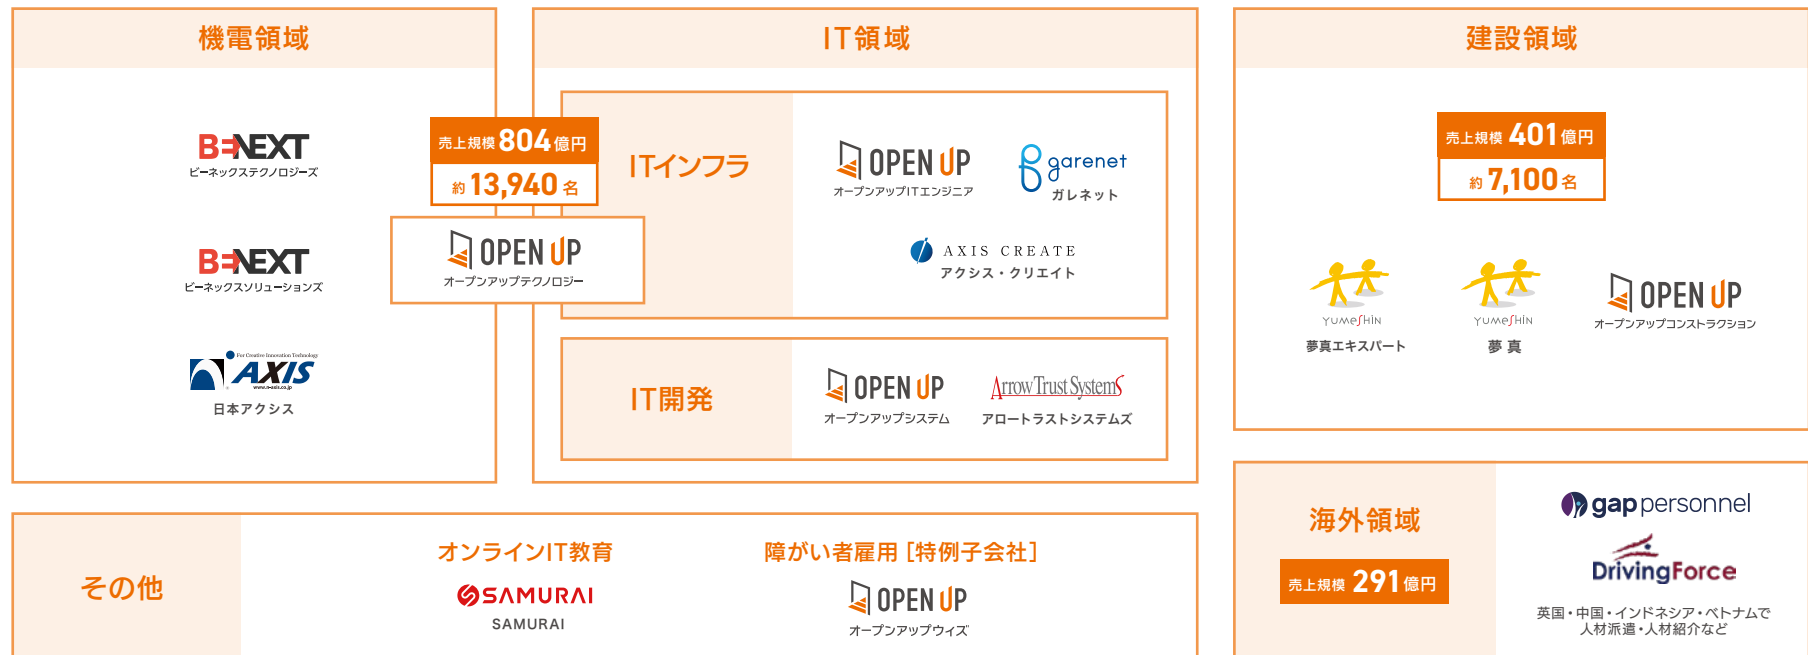 機電領域
BENEXT
ビーネックステクノロジーズ
BENEXT
ビーネックスソリューションズ
For Creative Innovation Technology
AXIS
www.n-axis.co.jp
日本アクシス
売上規模 804 億円
約 13,940 名
OPEN UP
オープンアップテクノロジー
IT領域
ITインフラ
OPEN UP
オープンアップITエンジニア
garenet
ガレネット
AXIS CREATE
アクシス・クリエイト
IT開発
OPEN UP
オープンアップシステム
Arrow Trust Systems
アロートラストシステムズ
建設領域
売上規模 401 億円
約 7,100 名
YUMESHIN
夢真エキスパート
YUMESHIN
夢真
OPEN UP
オープンアップコンストラクション
その他
オンラインIT教育
SAMURAI
SAMURAI
障がい者雇用 [特例子会社]
OPEN UP
オープンアップウィズ
海外領域
売上規模 291 億円
gap personnel
DrivingForce
英国・中国・インドネシア・ベトナムで
人材派遣・人材紹介など